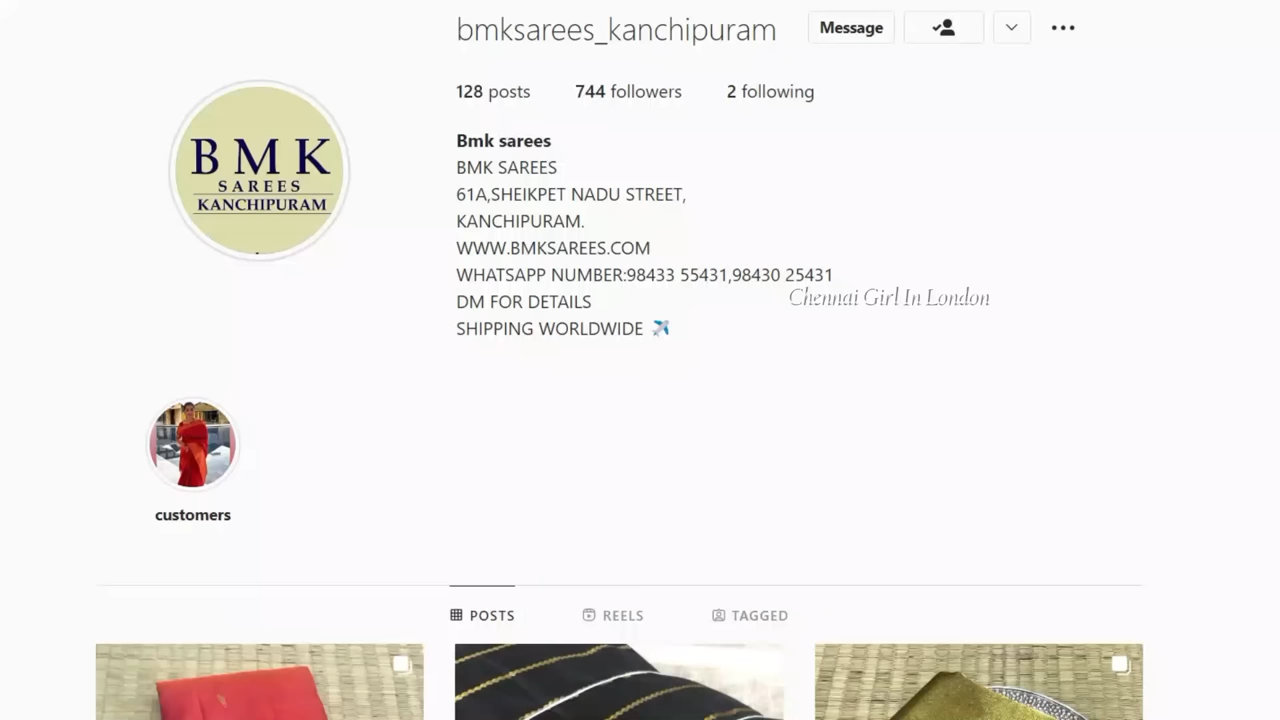 bmksarees_kanchipuram
Message
128 posts
744 followers
2 following
BMK
SAREES
KANCHIPURAM
Bmk sarees
BMK SAREES
61A,SHEIKPET NADU STREET,
KANCHIPURAM.
WWW.BMKSAREES.COM
WHATSAPP NUMBER:98433 55431,98430 25431
Chennai Girl In London
DM FOR DETAILS
SHIPPING WORLDWIDE ✈️
customers
POSTS
REELS
TAGGED